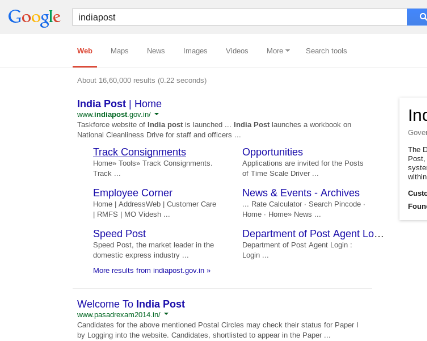 Google
indiapost
Web Maps News Images Videos More Search tools
About 16,60,000 results (0.22 seconds)
India Post | Home
www.indiapost.gov.in/
Taskforce website of india post is launched ... India Post launches a workbook on
National Cleanliness Drive for staff and officers ...
Track Consignments
Home» Tools» Track Consignments.
Track ...
Opportunities
Applications are invited for the Posts
of Time Scale Driver ...
Employee Corner
Home | AddressWeb | Customer Care
| RMFS | MO Videsh ...
News & Events - Archives
... Rate Calculator · Search Pincode ·
Home · Home» News ...
Speed Post
Speed Post, the market leader in the
domestic express industry ...
Department of Post Agent Lo…
Department of Post Agent Login :
Login ...
More results from indiapost.gov.in »
Welcome To India Post
www.pasadrexam2014.in/
Candidates for the above mentioned Postal Circles may check their status for Paper I
by Logging into the website. Candidates, shortlisted to appear in the Paper ...
Ind
Gover
The D
Post,
syste
within
Custo
Foun